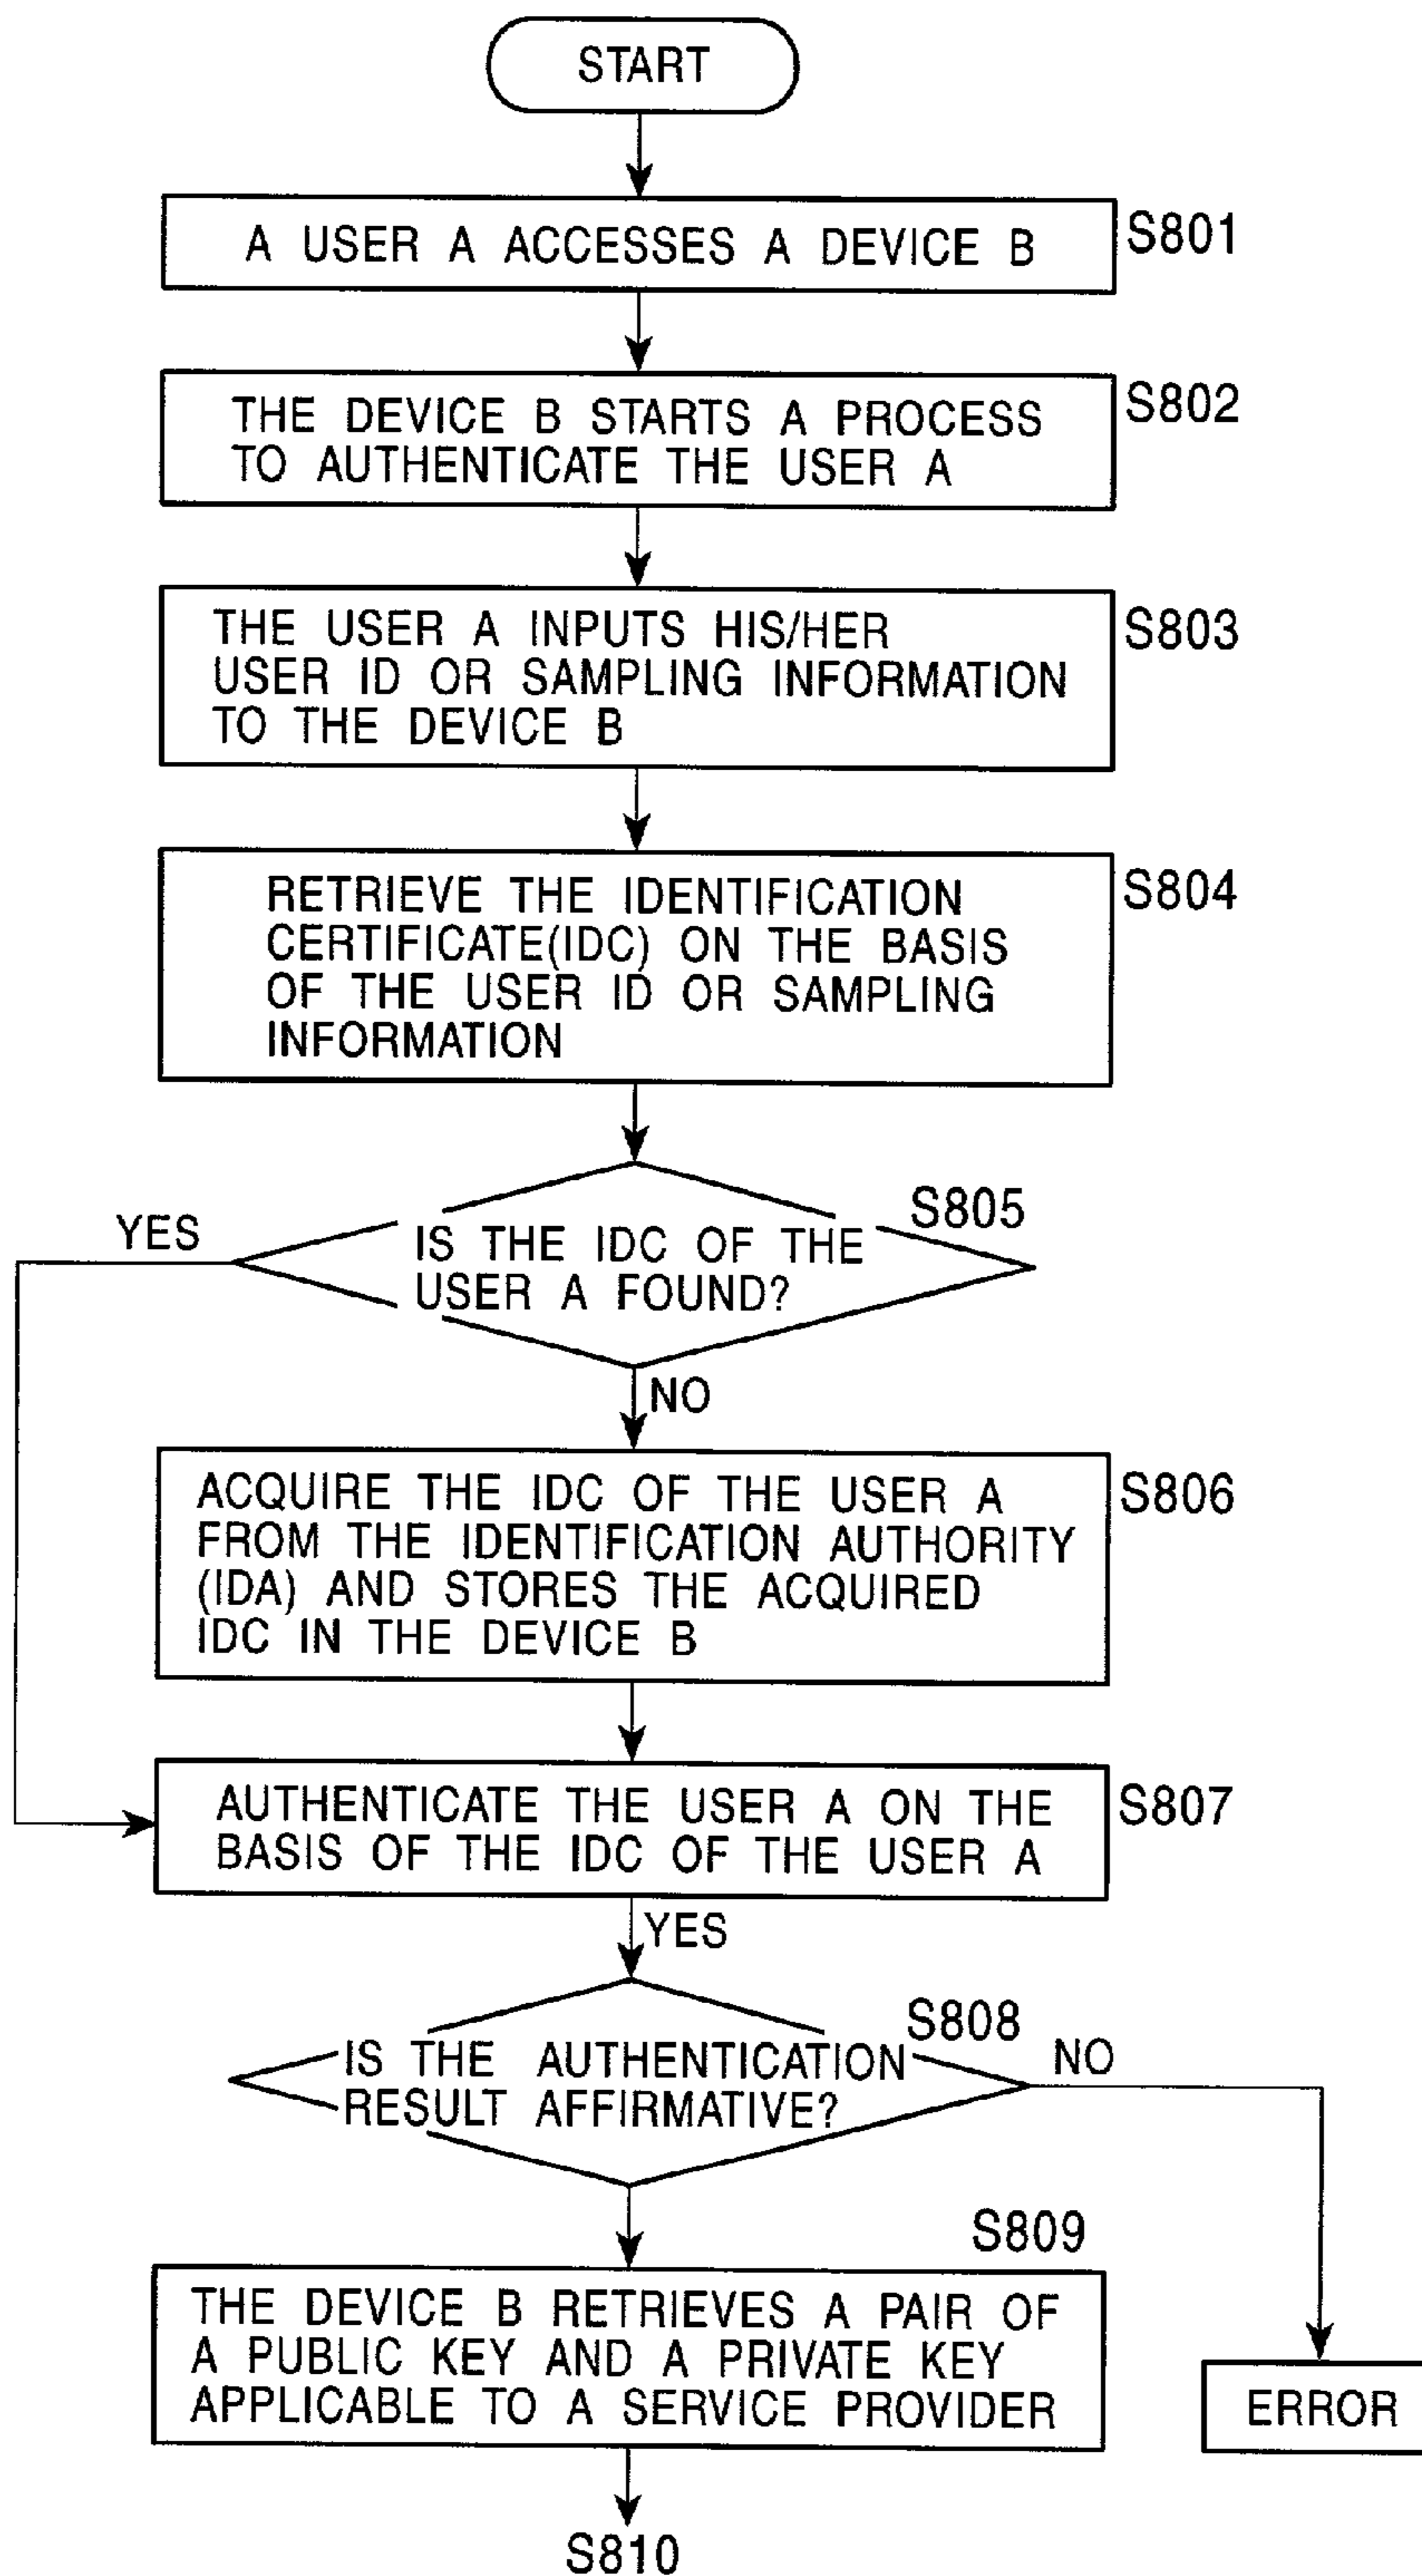 START
A USER A ACCESSES A DEVICE B
S801
THE DEVICE B STARTS A PROCESS
TO AUTHENTICATE THE USER A
S802
THE USER A INPUTS HIS/HER
USER ID OR SAMPLING INFORMATION
TO THE DEVICE B
S803
RETRIEVE THE IDENTIFICATION
CERTIFICATE(IDC) ON THE BASIS
OF THE USER ID OR SAMPLING
INFORMATION
S804
S805
YES
IS THE IDC OF THE
USER A FOUND?
NO
ACQUIRE THE IDC OF THE USER A
FROM THE IDENTIFICATION AUTHORITY
(IDA) AND STORES THE ACQUIRED
IDC IN THE DEVICE B
S806
AUTHENTICATE THE USER A ON THE
BASIS OF THE IDC OF THE USER A
S807
YES
S808
IS THE AUTHENTICATION
RESULT AFFIRMATIVE?
NO
S809
THE DEVICE B RETRIEVES A PAIR OF
A PUBLIC KEY AND A PRIVATE KEY
APPLICABLE TO A SERVICE PROVIDER
ERROR
S810